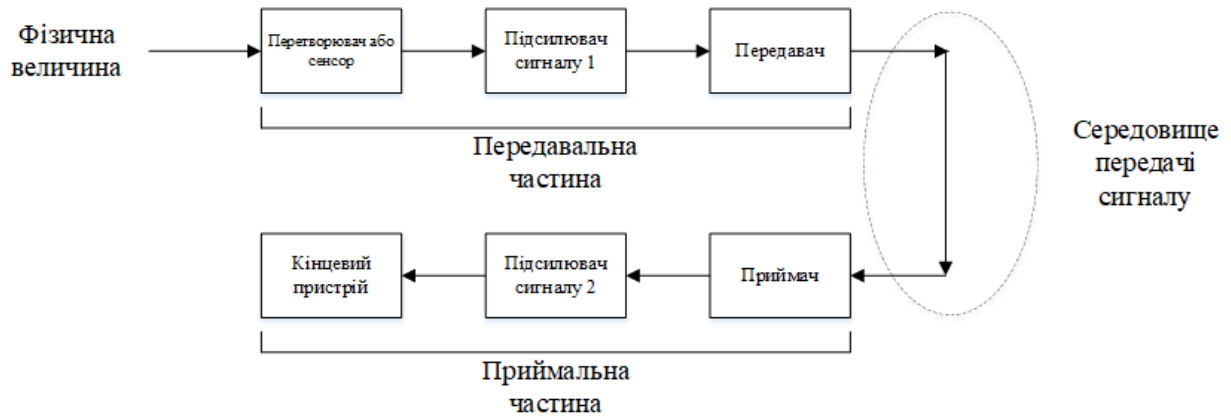 Фізична
величина
Перетворювач або
сенсор
Підсилювач
сигналу 1
Передавач
Передавальна
частина
Середовище
передачі
сигналу
Кінцевий
пристрій
Підсилювач
сигналу 2
Приймач
Приймальна
частина